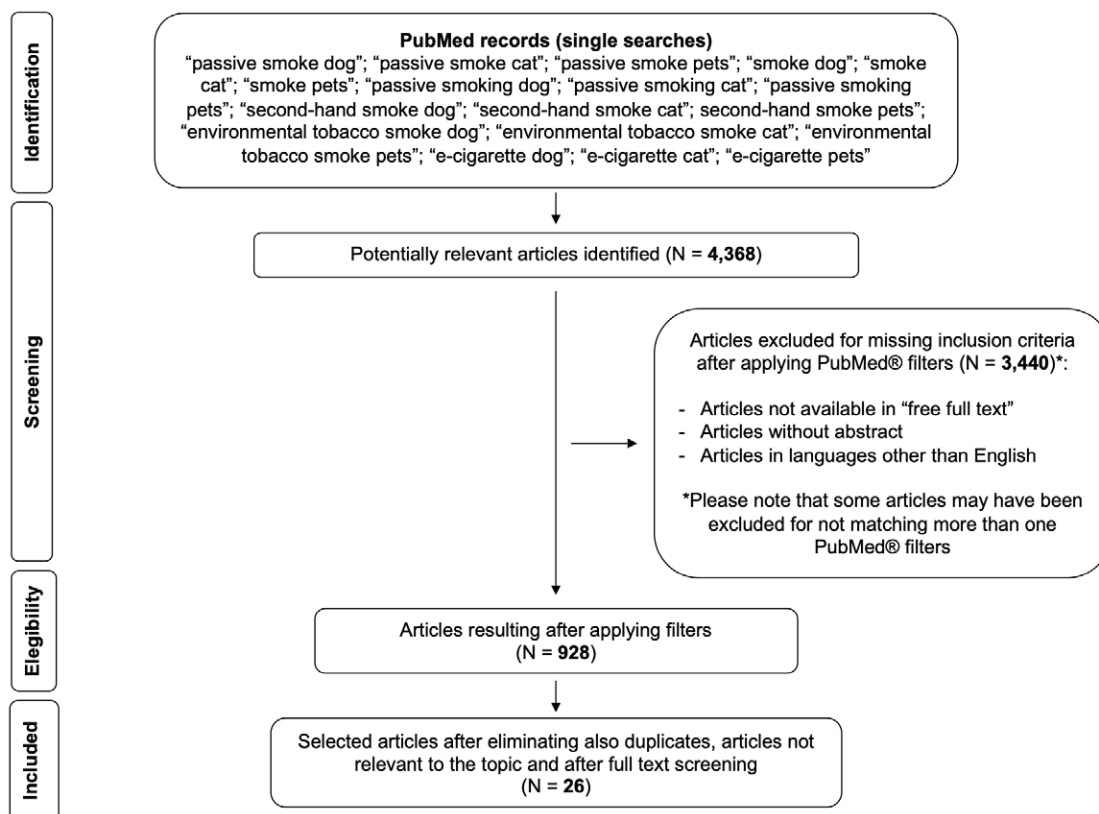 Identification
PubMed records (single searches)
“passive smoke dog”; “passive smoke cat”; “passive smoke pets”; “smoke dog”; “smoke
cat”; “smoke pets”; “passive smoking dog”; “passive smoking cat”; “passive smoking
pets”; “second-hand smoke dog”; “second-hand smoke cat”; second-hand smoke pets”;
“environmental tobacco smoke dog”; “environmental tobacco smoke cat”; “environmental
tobacco smoke pets”; “e-cigarette dog”; “e-cigarette cat”; “e-cigarette pets”
Screening
Potentially relevant articles identified (N = 4,368)
Articles excluded for missing inclusion criteria
after applying PubMed® filters (N = 3,440)*:
- Articles not available in “free full text”
- Articles without abstract
- Articles in languages other than English
*Please note that some articles may have been
excluded for not matching more than one
PubMed® filters
Elegibility
Articles resulting after applying filters
(N = 928)
Included
Selected articles after eliminating also duplicates, articles not
relevant to the topic and after full text screening
(N = 26)